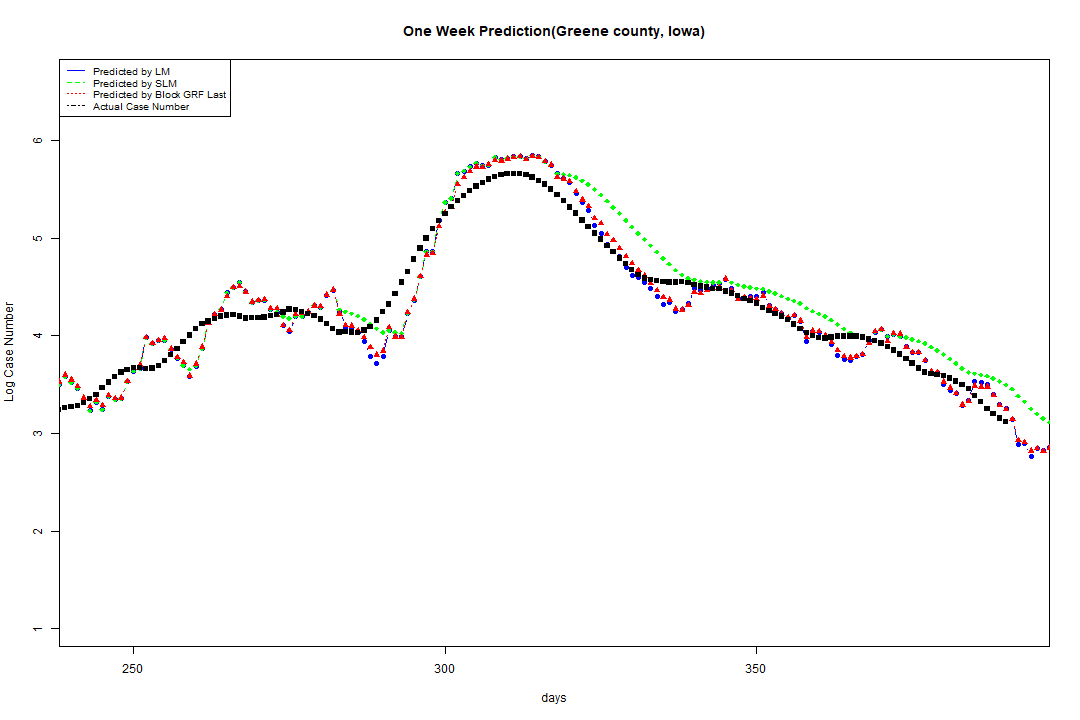 One Week Prediction(Greene county, Iowa)
Predicted by LM
Predicted by SLM
Predicted by Block GRF Last
Actual Case Number
6
5
4
3
2
1
Log Case Number
250
300
350
days